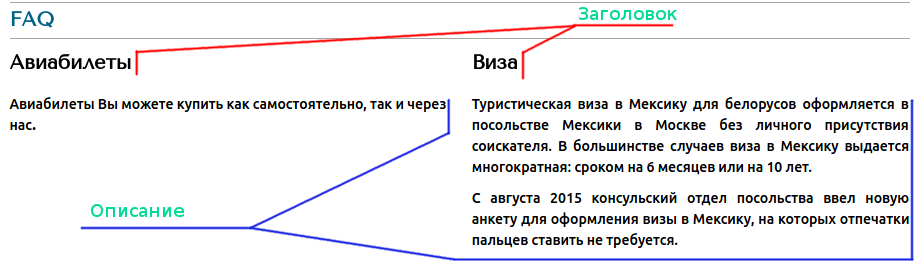 FAQ
Заголовок
Авиабилеты
Авиабилеты Вы можете купить как самостоятельно, так и через
нас.
Описание
Виза
Туристическая виза в Мексику для белорусов оформляется в
посольстве Мексики в Москве без личного присутствия
соискателя. В большинстве случаев виза в Мексику выдается
многократная: сроком на 6 месяцев или на 10 лет.
С августа 2015 консульский отдел посольства ввел новую
анкету для оформления визы в Мексику, на которых отпечатки
пальцев ставить не требуется.